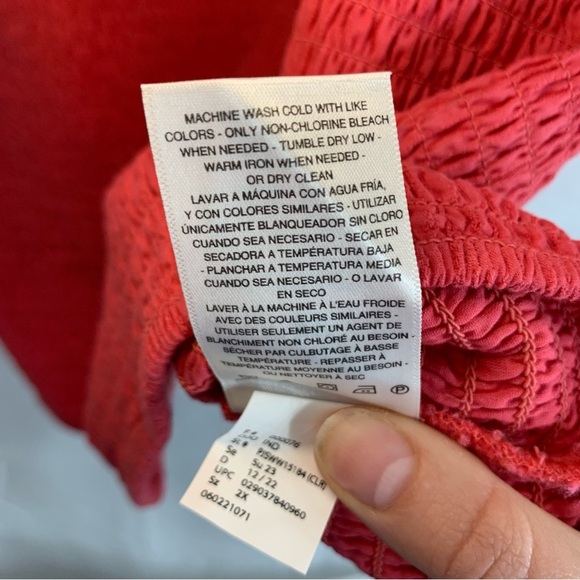 MACHINE WASH COLD WITH LIKE
COLORS - ONLY NON-CHLORINE BLEACH
WHEN NEEDED - TUMBLE DRY LOW -
WARM IRON WHEN NEEDED -
OR DRY CLEAN
LAVAR A MÁQUINA CON AGUA FRÍA,
Y CON COLORES SIMILARES - UTILIZAR
ÚNICAMENTE BLANQUEADOR SIN CLORO
CUANDO SEA NECESARIO - SECAR EN
SECADORA A TEMPERATURA BAJA
- PLANCHAR A TEMPERATURA MEDIA
CUANDO SEA NECESARIO - O LAVAR
EN SECO
LAVER À LA MACHINE À L'EAU FROIDE
AVEC DES COULEURS SIMILAIRES -
UTILISER SEULEMENT UN AGENT DE
BLANCHIMENT NON CHLORÉ AU BESOIN -
SÉCHER PAR CULBUTAGE À BASSE
TEMPÉRATURE - REPASSER À
TEMPÉRATURE MOYENNE AU BESOIN
OU NETTOYER À SEC
P
IND
PJSWW15184 (CLR)
Se Su 23
D 12 / 22
UPC 029037840960
Sz 2X
060221071